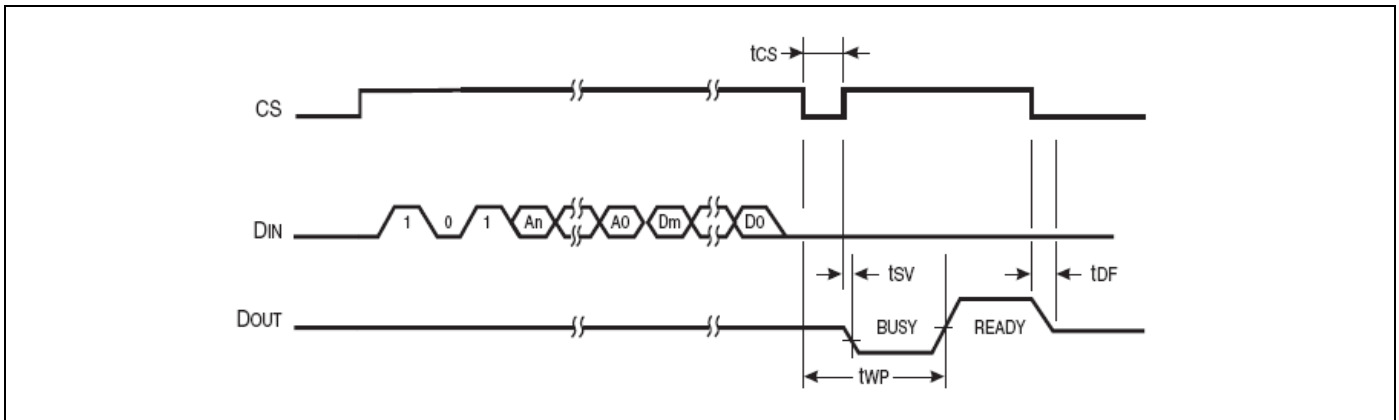 tCS
CS
DIN 1 0 1 An A0 Dm D0
tSV tDF
DOUT BUSY READY
tWP